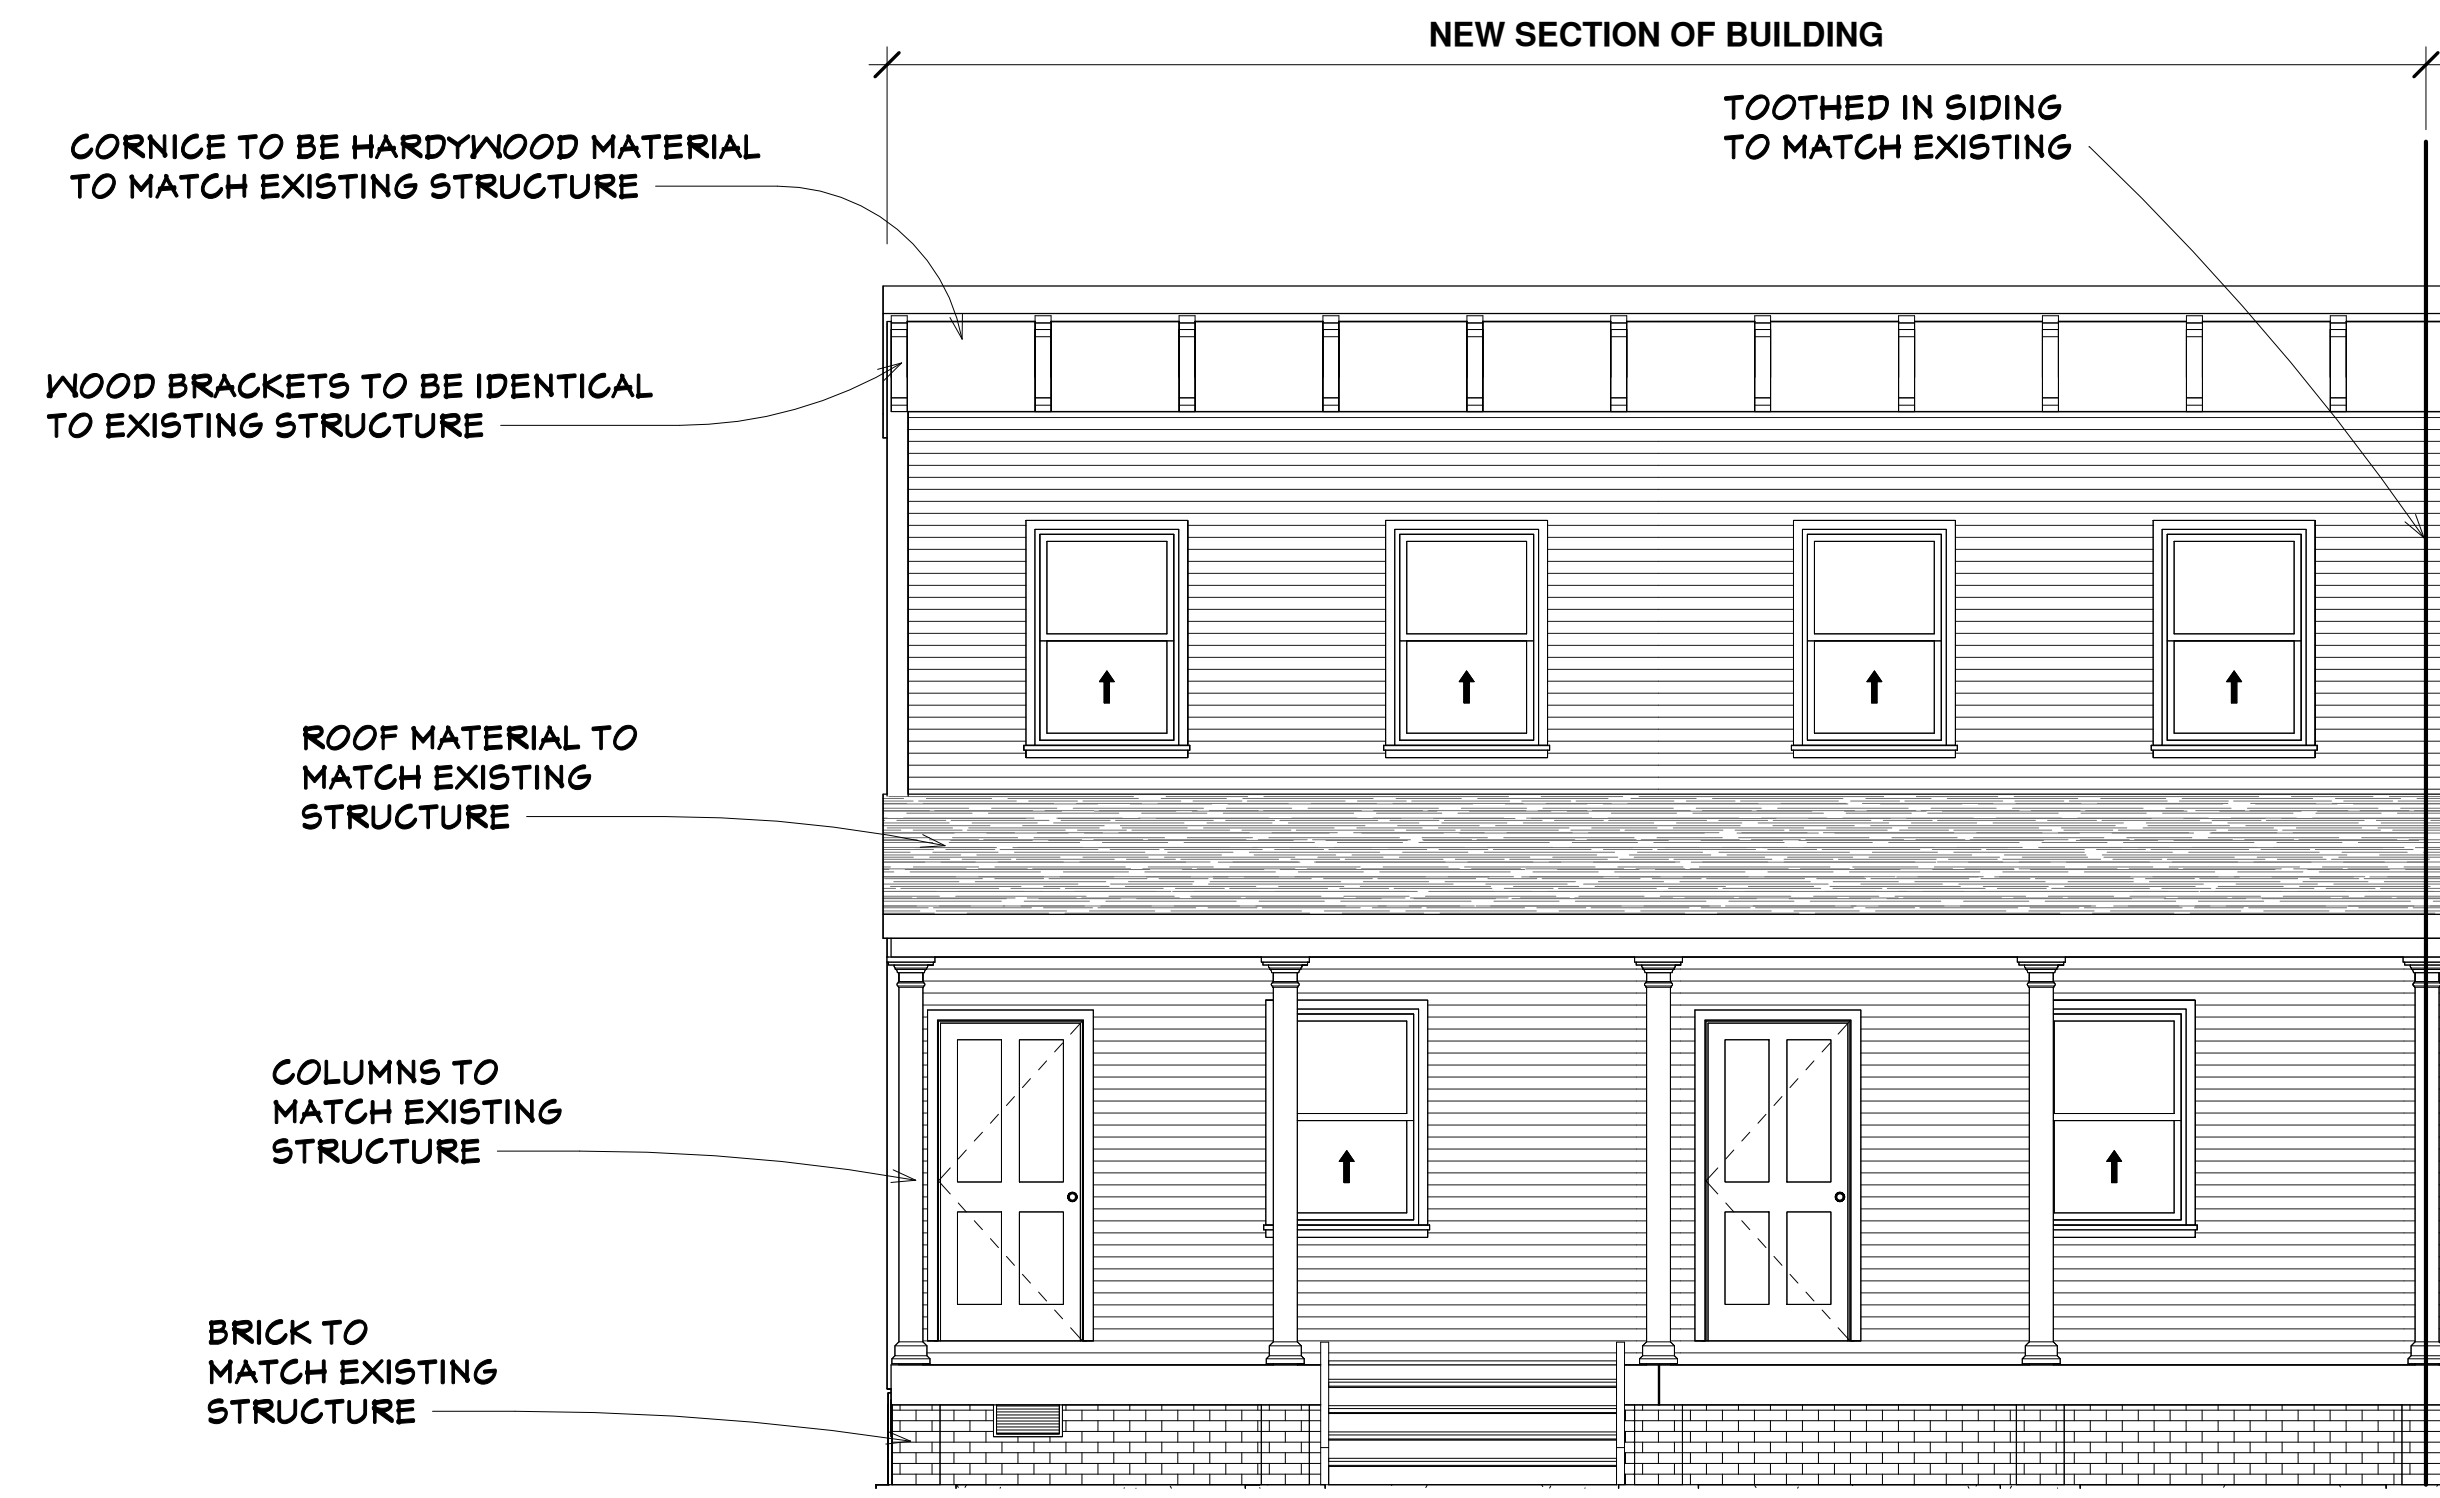 NEW SECTION OF BUILDING
TOOTHED IN SIDING
TO MATCH EXISTING
CORNICE TO BE HARDYWOOD MATERIAL
TO MATCH EXISTING STRUCTURE
WOOD BRACKETS TO BE IDENTICAL
TO EXISTING STRUCTURE
ROOF MATERIAL TO
MATCH EXISTING
STRUCTURE
COLUMNS TO
MATCH EXISTING
STRUCTURE
BRICK TO
MATCH EXISTING
STRUCTURE